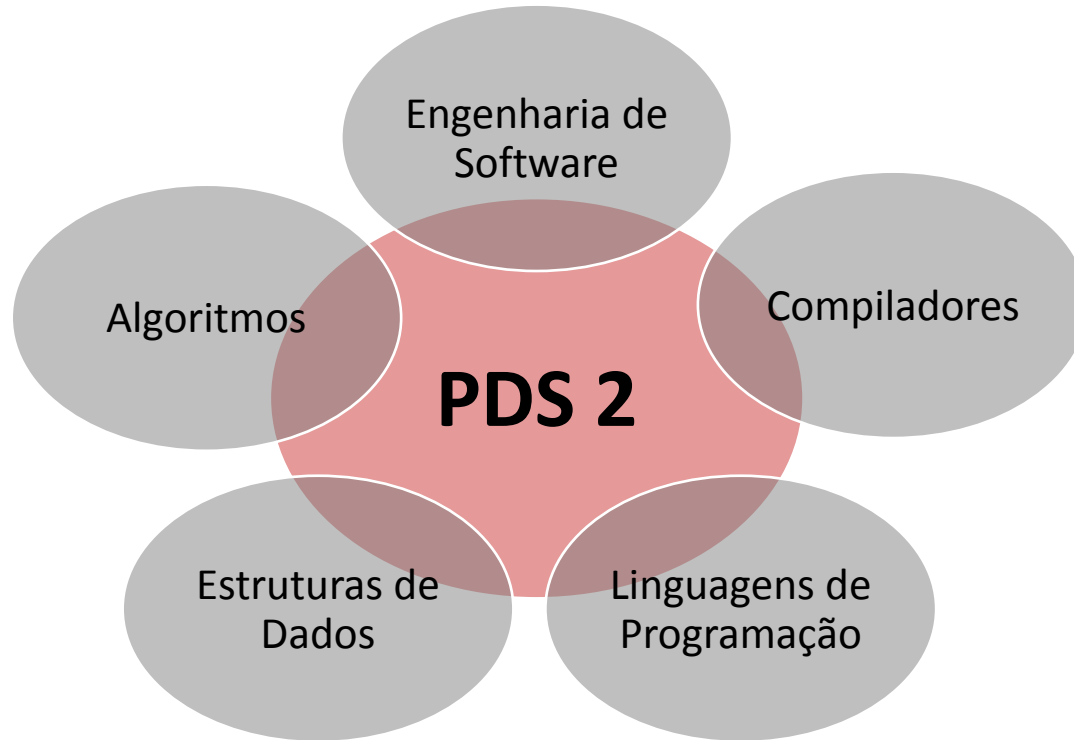 Engenharia de
Software
Algoritmos
Compiladores
PDS 2
Estruturas de
Dados
Linguagens de
Programação